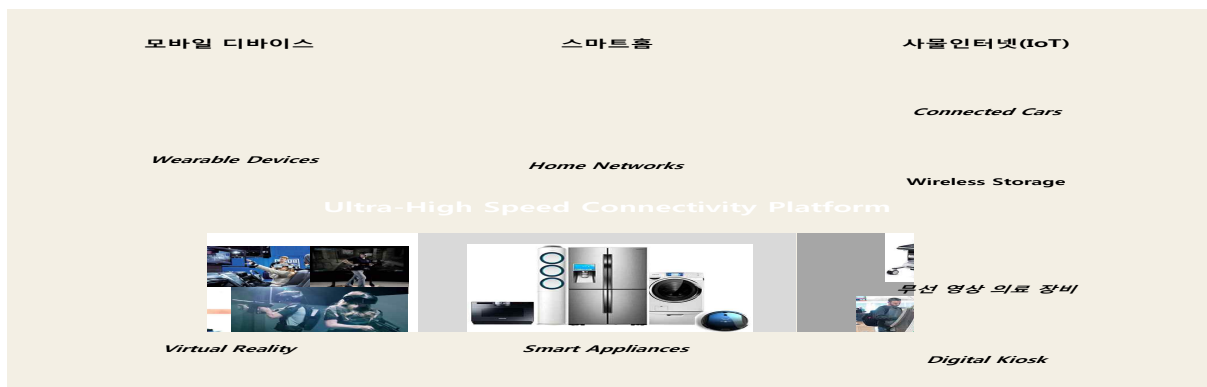 모바일 디바이스
스마트홈
사물인터넷(IoT)
Connected Cars
Wearable Devices
Home Networks
Wireless Storage
Ultra-High Speed Connectivity Platform
무선 영상 의료 장비
Virtual Reality
Smart Appliances
Digital Kiosk